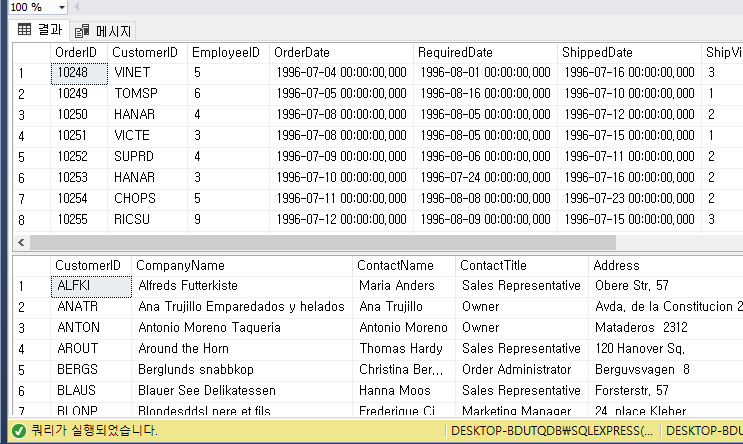 100 %
결과 메시지
OrderID CustomerID EmployeeID OrderDate RequiredDate ShippedDate ShipVi
1 10248 VINET 5 1996-07-04 00:00:00,000 1996-08-01 00:00:00,000 1996-07-16 00:00:00,000 3
2 10249 TOMSP 6 1996-07-05 00:00:00,000 1996-08-16 00:00:00,000 1996-07-10 00:00:00,000 1
3 10250 HANAR 4 1996-07-08 00:00:00,000 1996-08-05 00:00:00,000 1996-07-12 00:00:00,000 2
4 10251 VICTE 3 1996-07-08 00:00:00,000 1996-08-05 00:00:00,000 1996-07-15 00:00:00,000 1
5 10252 SUPRD 4 1996-07-09 00:00:00,000 1996-08-06 00:00:00,000 1996-07-11 00:00:00,000 2
6 10253 HANAR 3 1996-07-10 00:00:00,000 1996-07-24 00:00:00,000 1996-07-16 00:00:00,000 2
7 10254 CHOPS 5 1996-07-11 00:00:00,000 1996-08-08 00:00:00,000 1996-07-23 00:00:00,000 2
8 10255 RICSU 9 1996-07-12 00:00:00,000 1996-08-09 00:00:00,000 1996-07-15 00:00:00,000 3
CustomerID CompanyName ContactName ContactTitle Address
1 ALFKI Alfreds Futterkiste Maria Anders Sales Representative Obere Str, 57
2 ANATR Ana Trujillo Emparedados y helados Ana Trujillo Owner Avda, de la Constitucion 2
3 ANTON Antonio Moreno Taqueria Antonio Moreno Owner Mataderos 2312
4 AROUT Around the Horn Thomas Hardy Sales Representative 120 Hanover Sq,
5 BERGS Berglunds snabbkop Christina Ber,,, Order Administrator Berguvsvagen 8
6 BLAUS Blauer See Delikatessen Hanna Moos Sales Representative Forsterstr, 57
7 BLONP Blondesddsl pere et fils Frederique Ci Marketing Manager 24, place Kleber
쿼리가 실행되었습니다. DESKTOP-BDUTQDB₩SQLEXPRESS(... DESKTOP-BDU